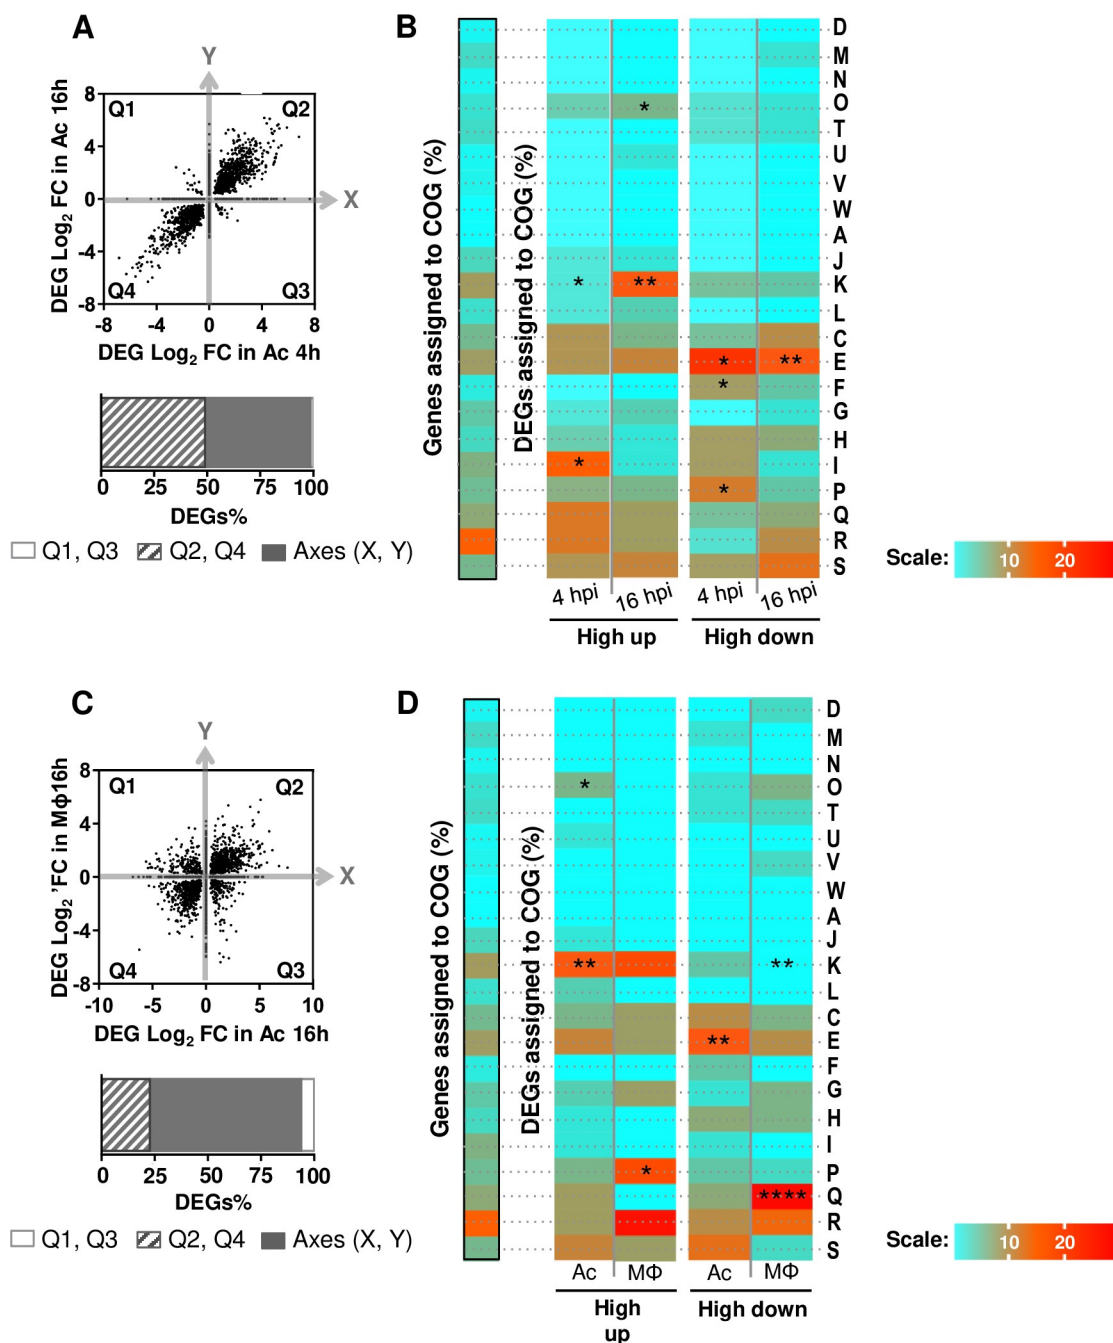 A
Y
Q1
Q2
Q4
Q3
X
8
4
0
-4
-8
-8
-4
0
4
8
DEG Log2 FC in Ac 16h
DEG Log2 FC in Ac 4h
0
25
50
75
100
DEGs%
Q1, Q3
Q2, Q4
Axes (X, Y)
B
Genes assigned to COG (%)
DEGs assigned to COG (%)
D
M
N
O
T
U
V
W
A
J
K
L
C
E
F
G
H
I
P
Q
R
S
*
*
**
*
**
*
*
*
4 hpi
16 hpi
4 hpi
16 hpi
High up
High down
Scale:
10
20
C
Y
Q1
Q2
Q4
Q3
X
8
4
0
-4
-8
-10
-5
0
5
10
DEG Log2 'FC in MΦ16h
DEG Log2 FC in Ac 16h
0
25
50
75
100
DEGs%
Q1, Q3
Q2, Q4
Axes (X, Y)
D
Genes assigned to COG (%)
DEGs assigned to COG (%)
D
M
N
O
T
U
V
W
A
J
K
L
C
E
F
G
H
I
P
Q
R
S
*
**
**
**
*
****
Ac
MΦ
Ac
MΦ
High
up
High down
Scale:
10
20